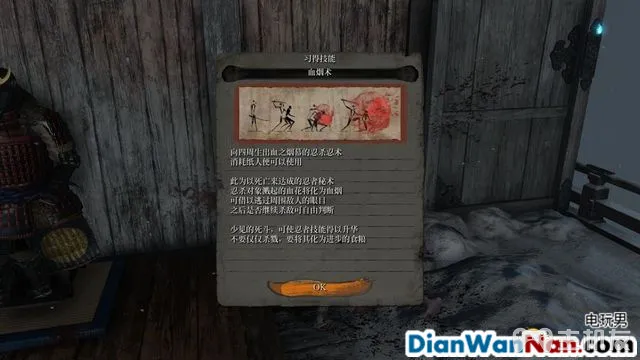 习得技能
血烟术
向四周生出血之烟幕的忍杀忍术
消耗纸人便可以使用
此为以死亡来达成的忍者秘术
忍杀对象溅起的血花将化为血烟
可借以逃过周围敌人的眼目
之后是否继续杀敌可自由判断
少见的死斗，可使忍者技能得以升华
不要仅仅杀戮，要将其化为进步的食粮
OK
电玩男
DianWanNan.com